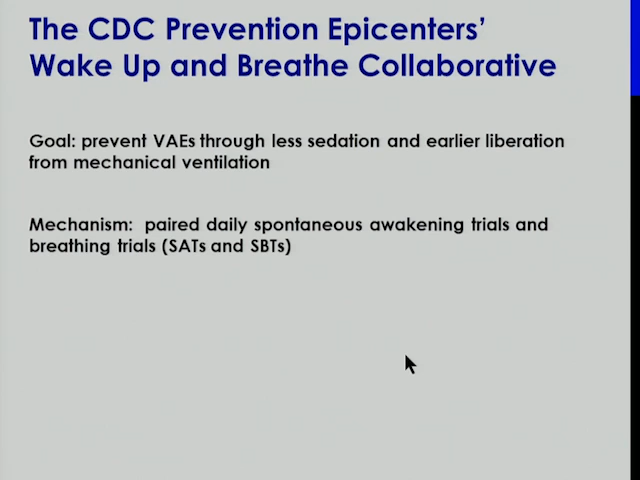 The CDC Prevention Epicenters’
Wake Up and Breathe Collaborative
Goal: prevent VAEs through less sedation and earlier liberation
from mechanical ventilation
Mechanism: paired daily spontaneous awakening trials and
breathing trials (SATs and SBTs)